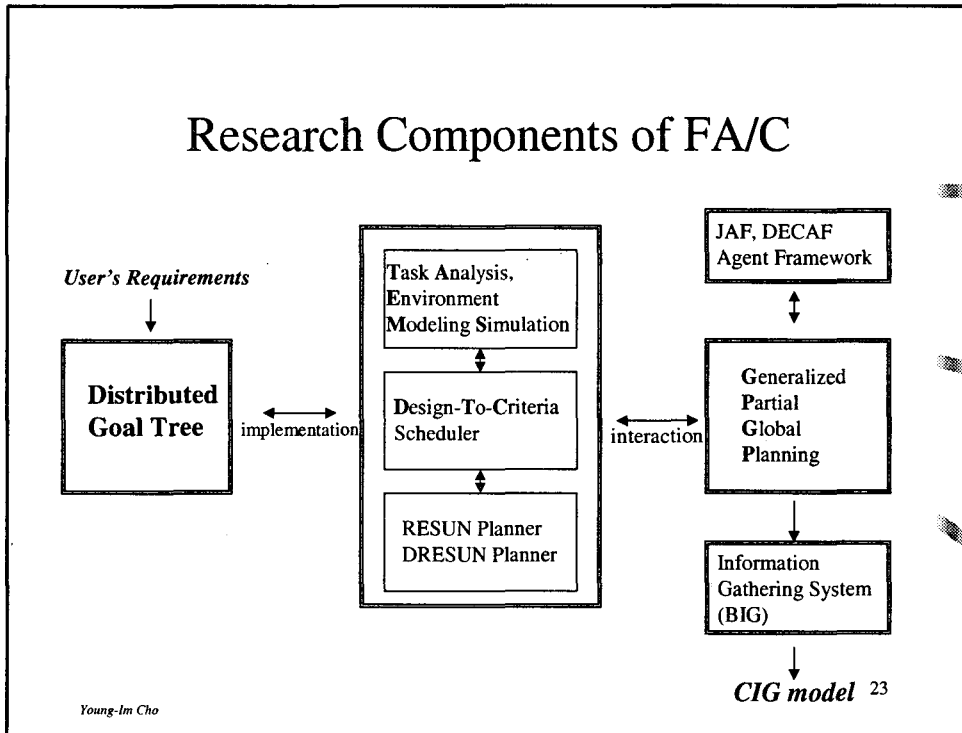 Research Components of FA/C
User's Requirements
Distributed
Goal Tree
implementation
Task Analysis,
Environment
Modeling Simulation
Design-To-Criteria
Scheduler
RESUN Planner
DRESUN Planner
interaction
JAF, DECAF
Agent Framework
Generalized
Partial
Global
Planning
Information
Gathering System
(BIG)
CIG model
23
Young-Im Cho